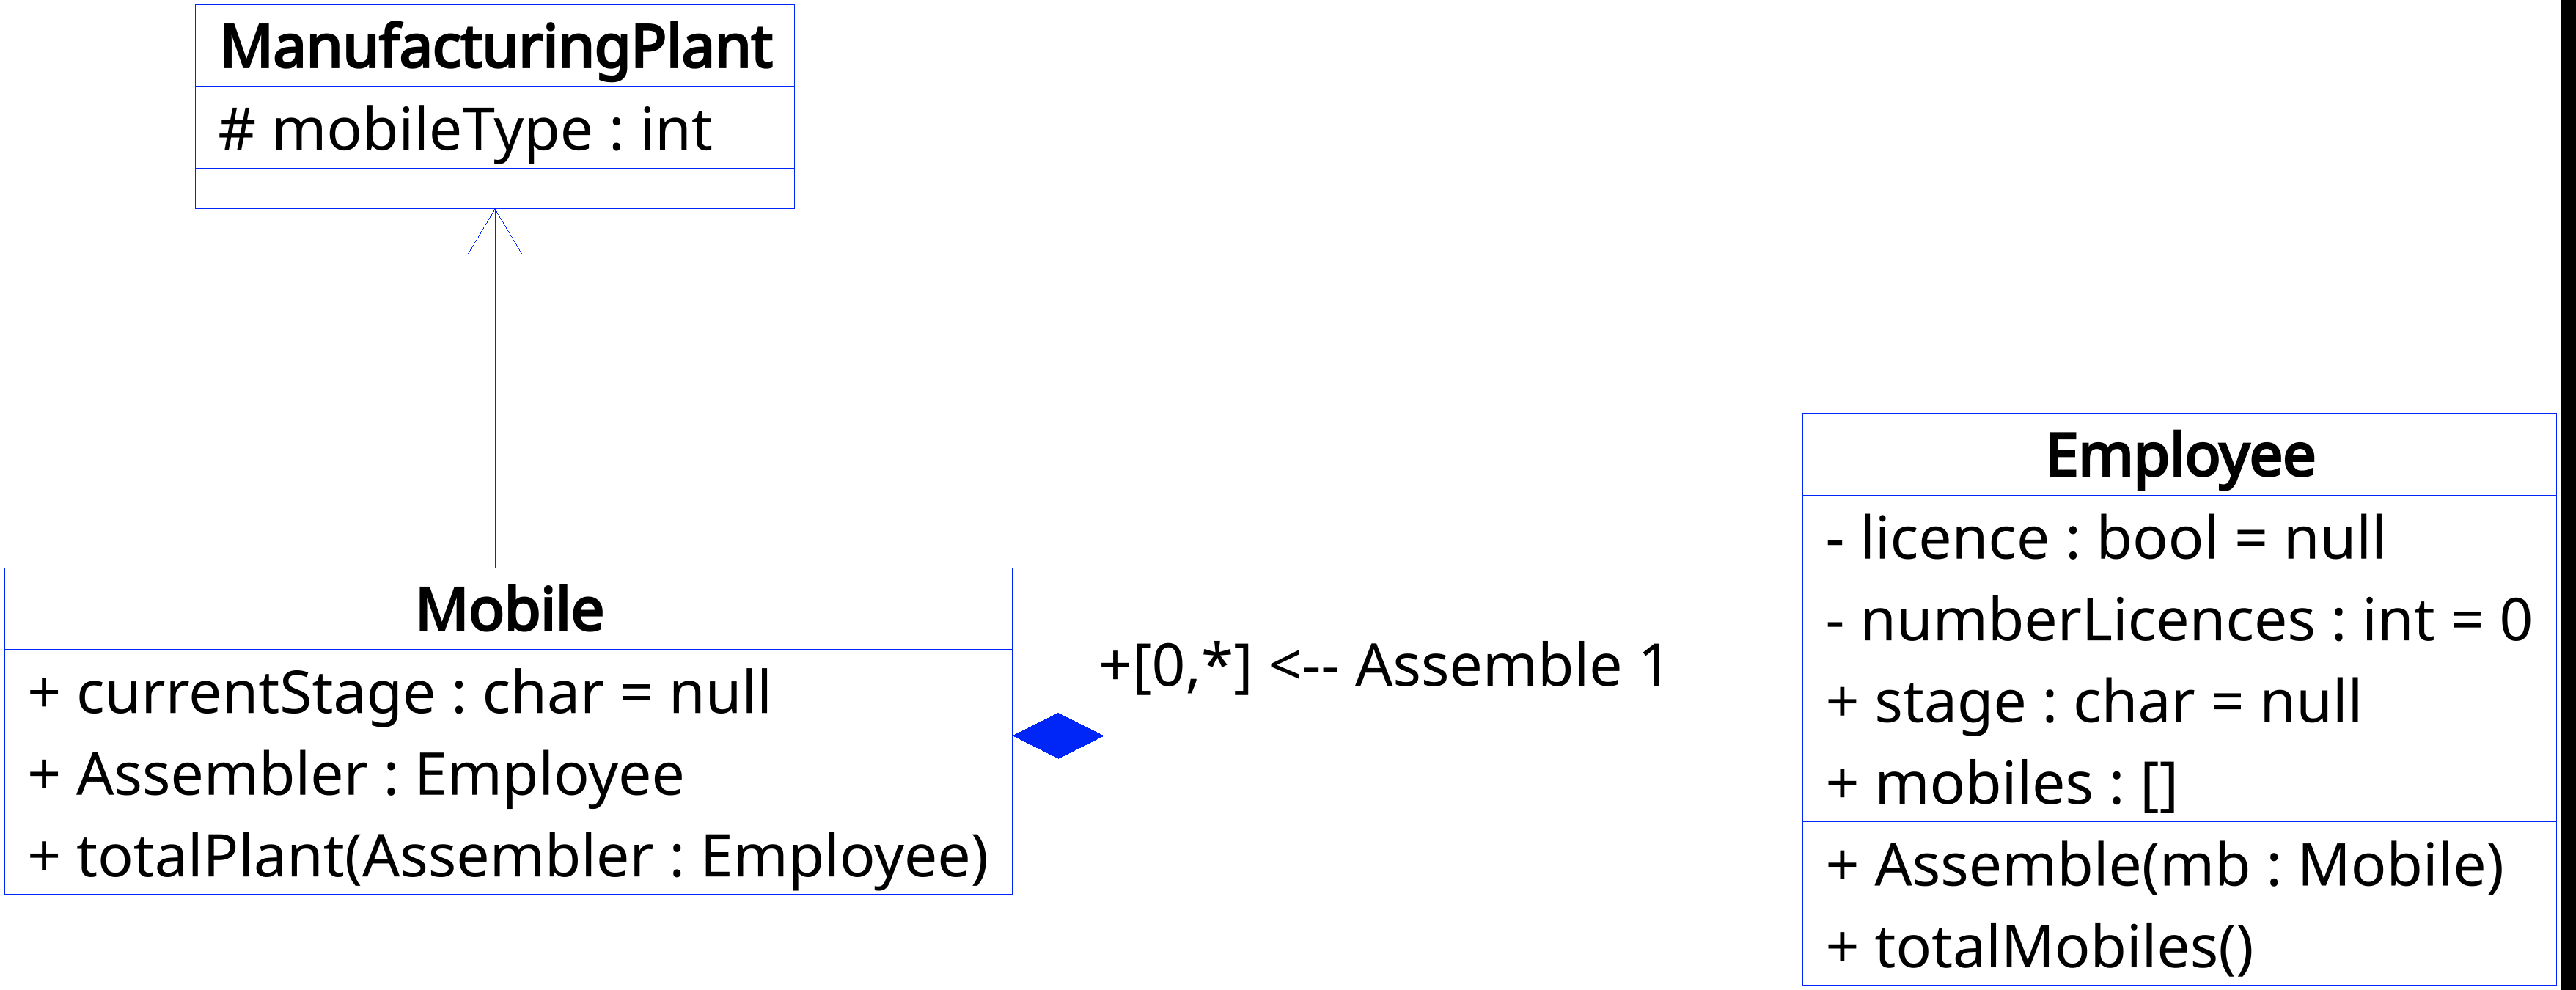 ManufacturingPlant
# mobileType : int
Mobile
+ currentStage : char = null
+ Assembler : Employee
+ totalPlant(Assembler : Employee)
+[0,*] <-- Assemble 1
Employee
- licence : bool = null
- numberLicences : int = 0
+ stage : char = null
+ mobiles : []
+ Assemble(mb : Mobile)
+ totalMobiles()